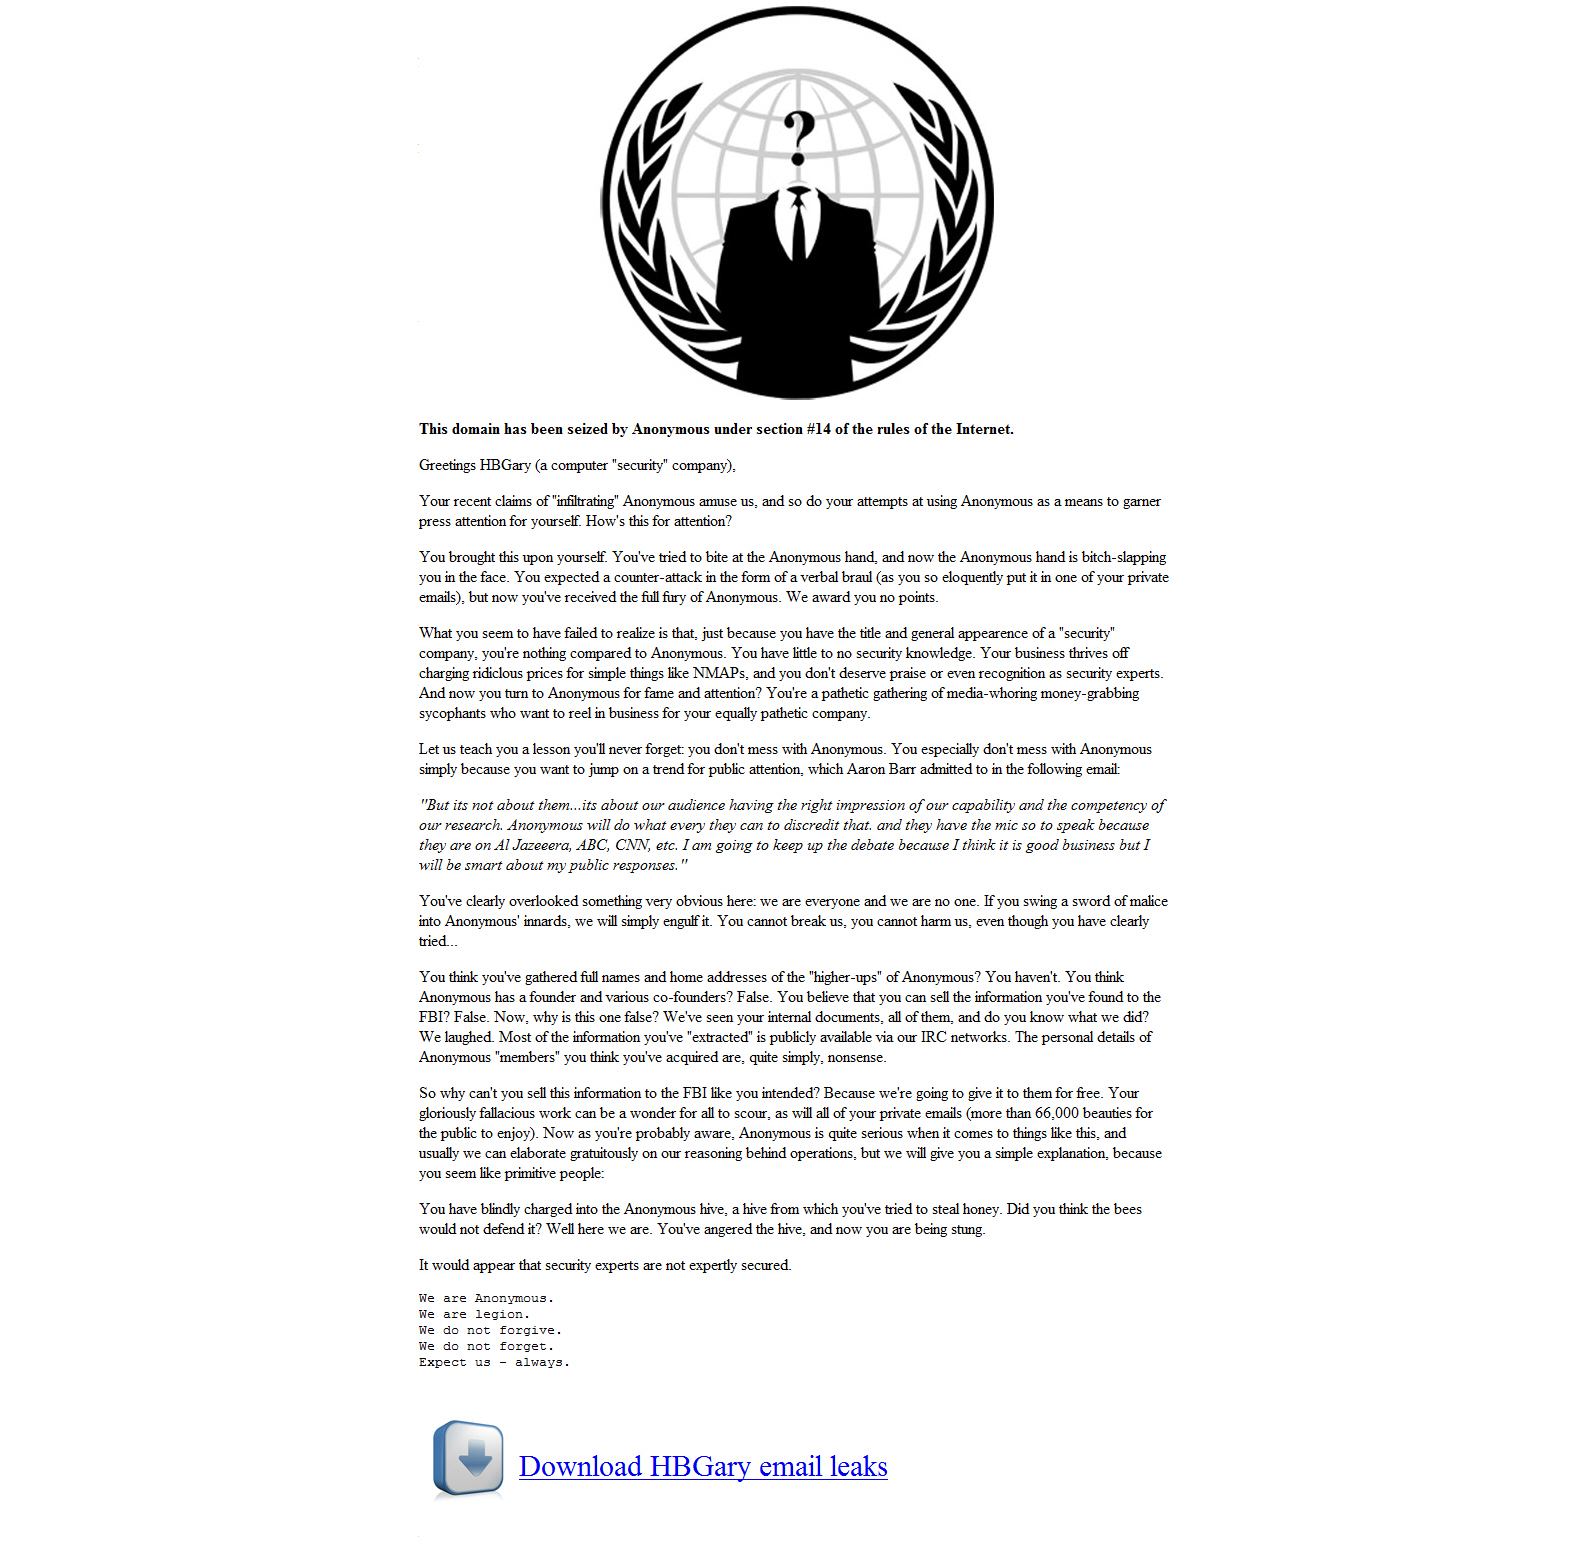 ?
This domain has been seized by Anonymous under section #14 of the rules of the Internet.
Greetings HBGary (a computer "security" company),
Your recent claims of "infiltrating" Anonymous amuse us, and so do your attempts at using Anonymous as a means to garner
press attention for yourself. How's this for attention?
You brought this upon yourself. You've tried to bite at the Anonymous hand, and now the Anonymous hand is bitch-slapping
you in the face. You expected a counter-attack in the form of a verbal braul (as you so eloquently put it in one of your private
emails), but now you've received the full fury of Anonymous. We award you no points.
What you seem to have failed to realize is that, just because you have the title and general appearence of a "security"
company, you're nothing compared to Anonymous. You have little to no security knowledge. Your business thrives off
charging ridiclous prices for simple things like NMAPs, and you don't deserve praise or even recognition as security experts.
And now you turn to Anonymous for fame and attention? You're a pathetic gathering of media-whoring money-grabbing
sycophants who want to reel in business for your equally pathetic company.
Let us teach you a lesson you'll never forget: you don't mess with Anonymous. You especially don't mess with Anonymous
simply because you want to jump on a trend for public attention, which Aaron Barr admitted to in the following email:
"But its not about them...its about our audience having the right impression of our capability and the competency of
our research. Anonymous will do what every they can to discredit that. and they have the mic so to speak because
they are on Al Jazeeera, ABC, CNN, etc. I am going to keep up the debate because I think it is good business but I
will be smart about my public responses."
You've clearly overlooked something very obvious here: we are everyone and we are no one. If you swing a sword of malice
into Anonymous' innards, we will simply engulf it. You cannot break us, you cannot harm us, even though you have clearly
tried...
You think you've gathered full names and home addresses of the "higher-ups" of Anonymous? You haven't. You think
Anonymous has a founder and various co-founders? False. You believe that you can sell the information you've found to the
FBI? False. Now, why is this one false? We've seen your internal documents, all of them, and do you know what we did?
We laughed. Most of the information you've "extracted" is publicly available via our IRC networks. The personal details of
Anonymous "members" you think you've acquired are, quite simply, nonsense.
So why can't you sell this information to the FBI like you intended? Because we're going to give it to them for free. Your
gloriously fallacious work can be a wonder for all to scour, as will all of your private emails (more than 66,000 beauties for
the public to enjoy). Now as you're probably aware, Anonymous is quite serious when it comes to things like this, and
usually we can elaborate gratuitously on our reasoning behind operations, but we will give you a simple explanation, because
you seem like primitive people:
You have blindly charged into the Anonymous hive, a hive from which you've tried to steal honey. Did you think the bees
would not defend it? Well here we are. You've angered the hive, and now you are being stung.
It would appear that security experts are not expertly secured.
We are Anonymous.
We are legion.
We do not forgive.
We do not forget.
Expect us - always.
Download HBGary email leaks